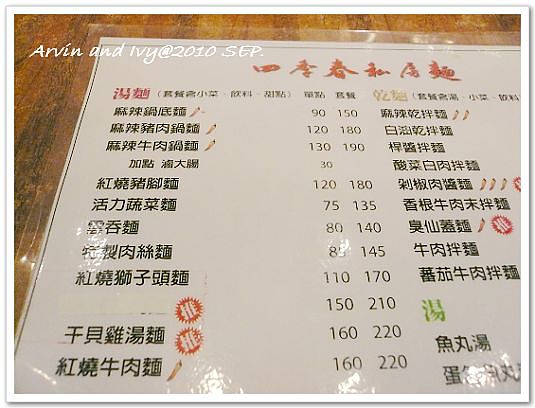 Arvin and Ivy@2010 SEP.
四季春私房麵
湯麵 (套餐含小菜、飲料、甜點) 單點 套餐
麻辣鍋底麵 90 150
麻辣豬肉鍋麵 120 180
麻辣牛肉鍋麵 130 190
加點 滷大腸 30
紅燒豬腳麵 120 180
活力蔬菜麵 75 135
雲吞麵 80 140
特製肉絲麵 85 145
紅燒獅子頭麵 110 170
150 210
干貝雞湯麵 160 220
紅燒牛肉麵 160 220
乾麵 (套餐含湯、小菜、飲料
麻辣乾拌麵
白汕乾拌麵
椁醬拌麵
酸菜白肉拌麵
剁椒肉醬麵
香根牛肉末拌麵
臭仙蓋麵
牛肉拌麵
蕃茄牛肉拌麵
湯
魚丸湯